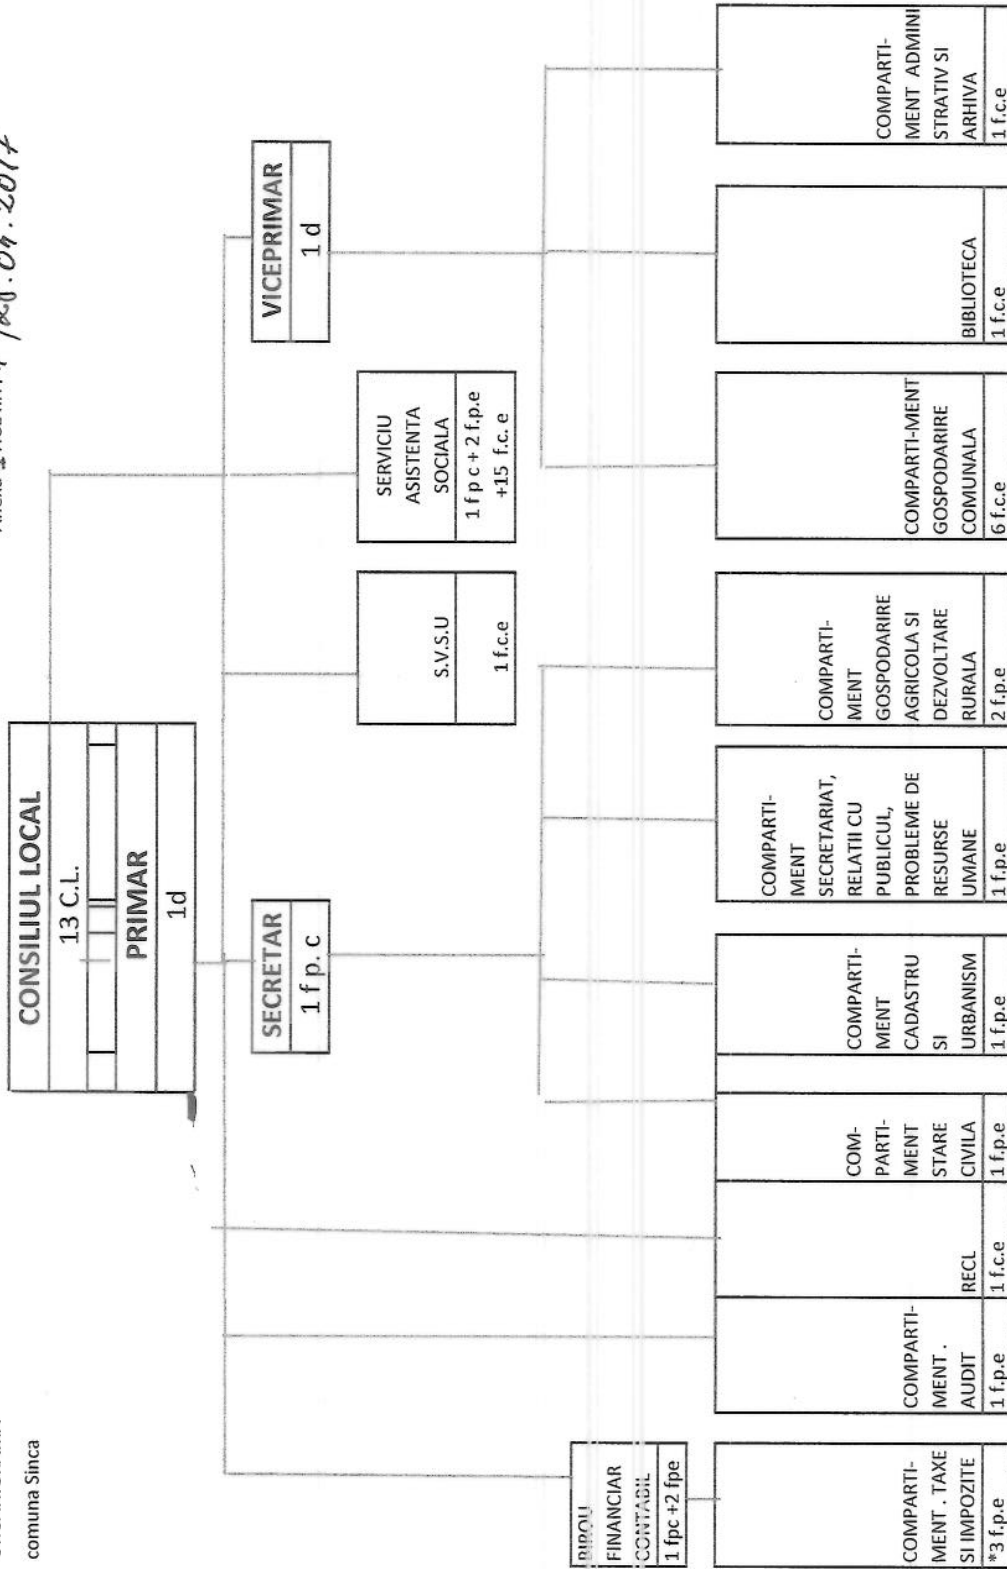 comuna Sinca
CONSILIUL LOCAL
13 C.L.
PRIMAR
1d
SECRETAR
1 f p. c
VICEPRIMAR
1 d
S.V.S.U
1 f.c.e
SERVICIU
ASISTENTA
SOCIALA
1 f p c + 2 f.p.e
+15 f.c. e
BIROU
FINANCIAR
CONTABIL
1 fpc +2 fpe
COMPARTI-
MENT . TAXE
SI IMPOZITE
*3 f.p.e
COMPARTI-
MENT .
AUDIT
1 f.p.e
RECL
1 f.c.e
COM-
PARTI-
MENT
STARE
CIVILA
1 f.p.e
COMPARTI-
MENT
CADASTRU
SI
URBANISM
1 f.p.e
COMPARTI-
MENT
SECRETARIAT,
RELATII CU
PUBLICUL,
PROBLEME DE
RESURSE
UMANE
1 f.p.e
COMPARTI-
MENT
GOSPODARIRE
AGRICOLA SI
DEZVOLTARE
RURALA
2 f.p.e
COMPARTI-MENT
GOSPODARIRE
COMUNALA
6 f.c.e
BIBLIOTECA
1 f.c.e
COMPARTI-
MENT ADMINI
STRATIV SI
ARHIVA
1 f.c.e